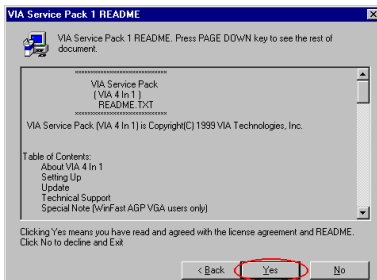 VIA Service Pack 1 README
VIA Service Pack 1 README. Press PAGE DOWN key to see the rest of
document.
==============================
VIA Service Pack
( VIA 4 In 1 )
README.TXT
==============================
VIA Service Pack (VIA 4 In 1) is Copyright(C) 1999 VIA Technologies, Inc.
Table of Contents:
About VIA 4 In 1
Setting Up
Update
Technical Support
Special Note (WinFast AGP VGA users only)
Clicking Yes means you have read and agreed with the license agreement and README.
Click No to decline and Exit
< Back Yes No